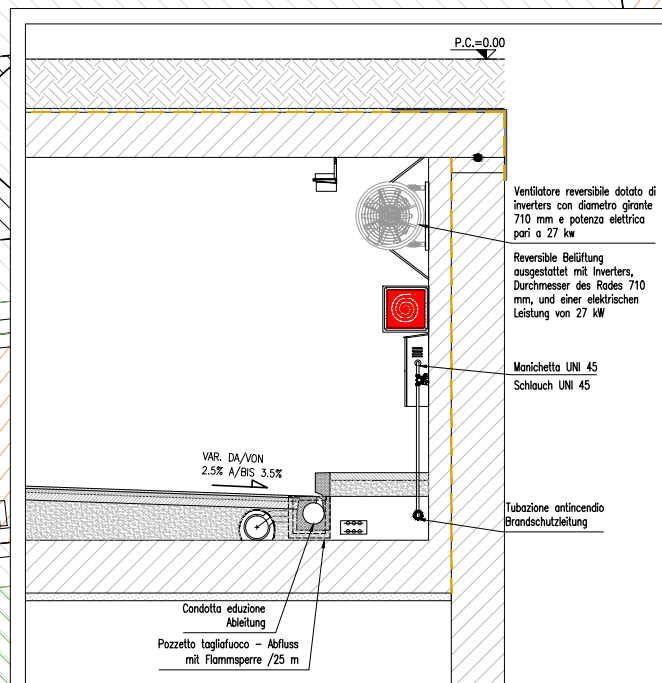 P.C.=0.00
Ventilatore reversibile dotato di
inverters con diametro girante
710 mm e potenza elettrica
pari a 27 kw
Reversible Belüftung
ausgestattet mit Inverters,
Durchmesser des Rades 710
mm, und einer elektrischen
Leistung von 27 kW
Manichetta UNI 45
Schlauch UNI 45
VAR. DA/VON
2.5% A/BIS 3.5%
Tubazione antincendio
Brandschutzleitung
Condotta eduzione
Ableitung
Pozzetto tagliafuoco - Abfluss
mit Flammsperre /25 m